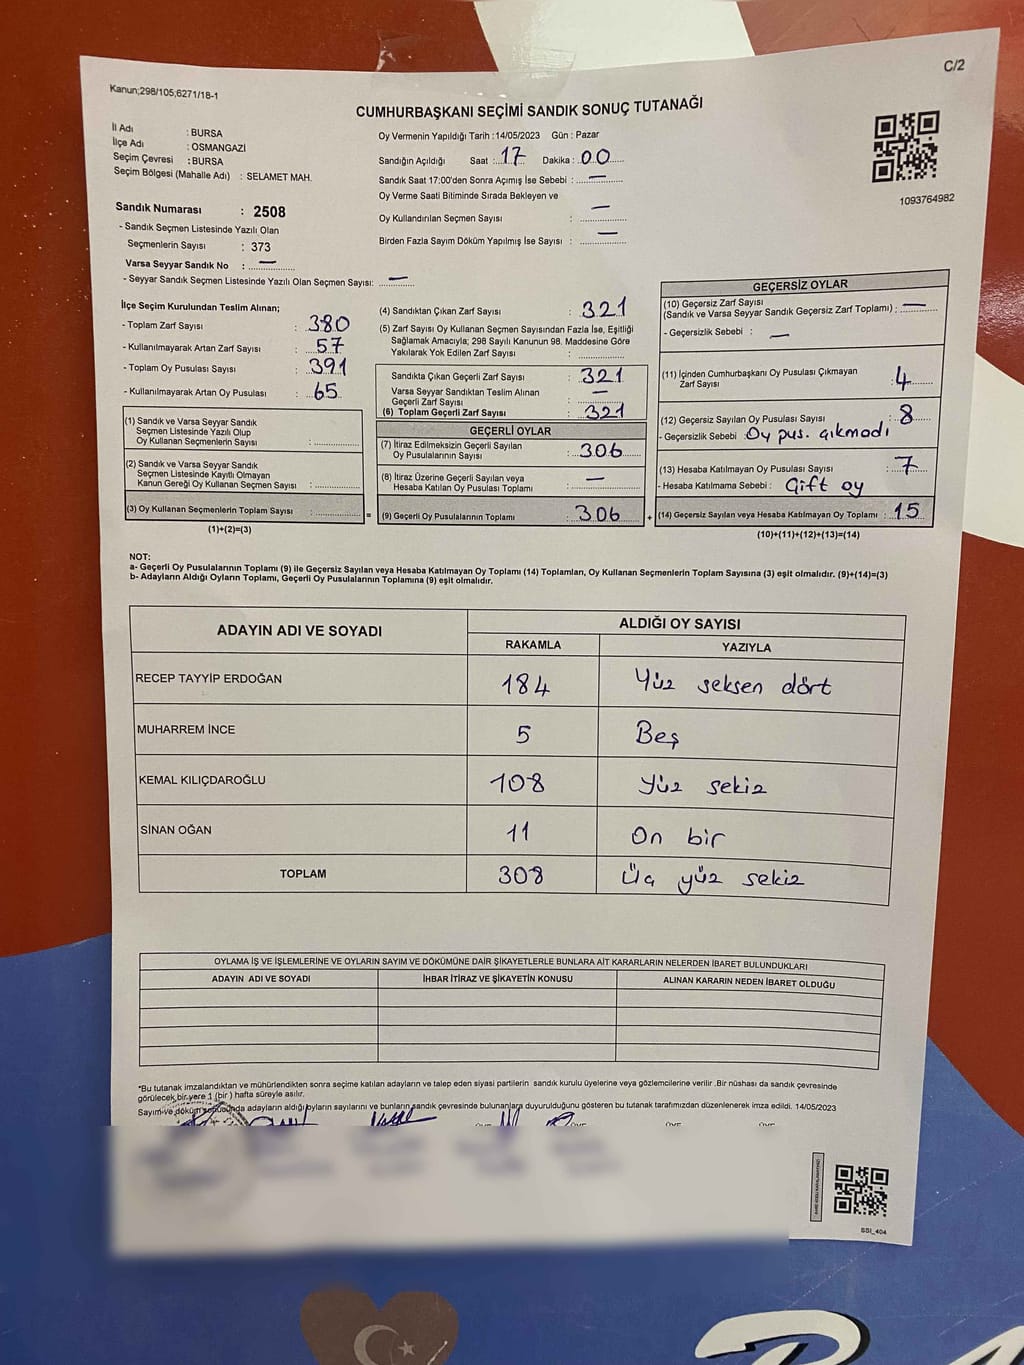 C/2
Kanun;298/105;6271/18-1
CUMHURBAŞKANI SEÇİMİ SANDIK SONUÇ TUTANAĞI
İl Adı : BURSA
İlçe Adı : OSMANGAZİ
Seçim Çevresi : BURSA
Seçim Bölgesi (Mahalle Adı) : SELAMET MAH.
Sandık Numarası : 2508
- Sandık Seçmen Listesinde Yazılı Olan
Seçmenlerin Sayısı : 373
Varsa Seyyar Sandık No : —
- Seyyar Sandık Seçmen Listesinde Yazılı Olan Seçmen Sayısı: —
Oy Vermenin Yapıldığı Tarih :14/05/2023 Gün : Pazar
Sandığın Açıldığı Saat : 17 Dakika : 00
Sandık Saat 17:00'den Sonra Açımış İse Sebebi : —
Oy Verme Saati Bitiminde Sırada Bekleyen ve
Oy Kullandırılan Seçmen Sayısı : —
Birden Fazla Sayım Döküm Yapılmış İse Sayısı : —
1093764982
İlçe Seçim Kurulundan Teslim Alınan;
- Toplam Zarf Sayısı : 380
- Kullanılmayarak Artan Zarf Sayısı : 57
- Toplam Oy Pusulası Sayısı : 391
- Kullanılmayarak Artan Oy Pusulası : 65
(1) Sandık ve Varsa Seyyar Sandık
Seçmen Listesinde Yazılı Olup
Oy Kullanan Seçmenlerin Sayısı :
(2) Sandık ve Varsa Seyyar Sandık
Seçmen Listesinde Kayıtlı Olmayan
Kanun Gereği Oy Kullanan Seçmen Sayısı :
(3) Oy Kullanan Seçmenlerin Toplam Sayısı :
(1)+(2)=(3)
(4) Sandıktan Çıkan Zarf Sayısı : 321
(5) Zarf Sayısı Oy Kullanan Seçmen Sayısından Fazla İse, Eşitliği
Sağlamak Amacıyla; 298 Sayılı Kanunun 98. Maddesine Göre
Yakılarak Yok Edilen Zarf Sayısı :
Sandıkta Çıkan Geçerli Zarf Sayısı : 321
Varsa Seyyar Sandıktan Teslim Alınan
Geçerli Zarf Sayısı : —
(6) Toplam Geçerli Zarf Sayısı : 321
GEÇERLİ OYLAR
(7) İtiraz Edilmeksizin Geçerli Sayılan
Oy Pusulalarının Sayısı : 306
(8) İtiraz Üzerine Geçerli Sayılan veya
Hesaba Katılan Oy Pusulası Toplamı : —
= (9) Geçerli Oy Pusulalarının Toplamı : 306
GEÇERSİZ OYLAR
(10) Geçersiz Zarf Sayısı
(Sandık ve Varsa Seyyar Sandık Geçersiz Zarf Toplamı) : —
- Geçersizlik Sebebi : —
(11) İçinden Cumhurbaşkanı Oy Pusulası Çıkmayan
Zarf Sayısı : 4
(12) Geçersiz Sayılan Oy Pusulası Sayısı : 8
- Geçersizlik Sebebi : Oy pus. çıkmadı
(13) Hesaba Katılmayan Oy Pusulası Sayısı : 7
- Hesaba Katılmama Sebebi : Çift oy
+ (14) Geçersiz Sayılan veya Hesaba Katılmayan Oy Toplamı : 15
(10)+(11)+(12)+(13)=(14)
NOT:
a- Geçerli Oy Pusulalarının Toplamı (9) ile Geçersiz Sayılan veya Hesaba Katılmayan Oy Toplamı (14) Toplamları, Oy Kullanan Seçmenlerin Toplam Sayısına (3) eşit olmalıdır. (9)+(14)=(3)
b- Adayların Aldığı Oyların Toplamı, Geçerli Oy Pusulalarının Toplamına (9) eşit olmalıdır.
ADAYIN ADI VE SOYADI ALDIĞI OY SAYISI
RAKAMLA YAZIYLA
RECEP TAYYİP ERDOĞAN 184 Yüz seksen dört
MUHARREM İNCE 5 Beş
KEMAL KILIÇDAROĞLU 108 Yüz sekiz
SİNAN OĞAN 11 On bir
TOPLAM 308 Üç yüz sekiz
OYLAMA İŞ VE İŞLEMLERİNE VE OYLARIN SAYIM VE DÖKÜMÜNE DAİR ŞİKAYETLERLE BUNLARA AİT KARARLARIN NELERDEN İBARET BULUNDUKLARI
ADAYIN ADI VE SOYADI İHBAR İTİRAZ VE ŞİKAYETİN KONUSU ALINAN KARARIN NEDEN İBARET OLDUĞU
*Bu tutanak imzalandıktan ve mühürlendikten sonra seçime katılan adayların ve talep eden siyasi partilerin sandık kurulu üyelerine veya gözlemcilerine verilir .Bir nüshası da sandık çevresinde
görülecek bir yere 1 (bir ) hafta süreyle asılır.
Sayım ve döküm sonucunda adayların aldığı oyların sayılarını ve bunların sandık çevresinde bulunanlara duyurulduğunu gösteren bu tutanak tarafımızdan düzenlenerek imza edildi. 14/05/2023
SSI_404